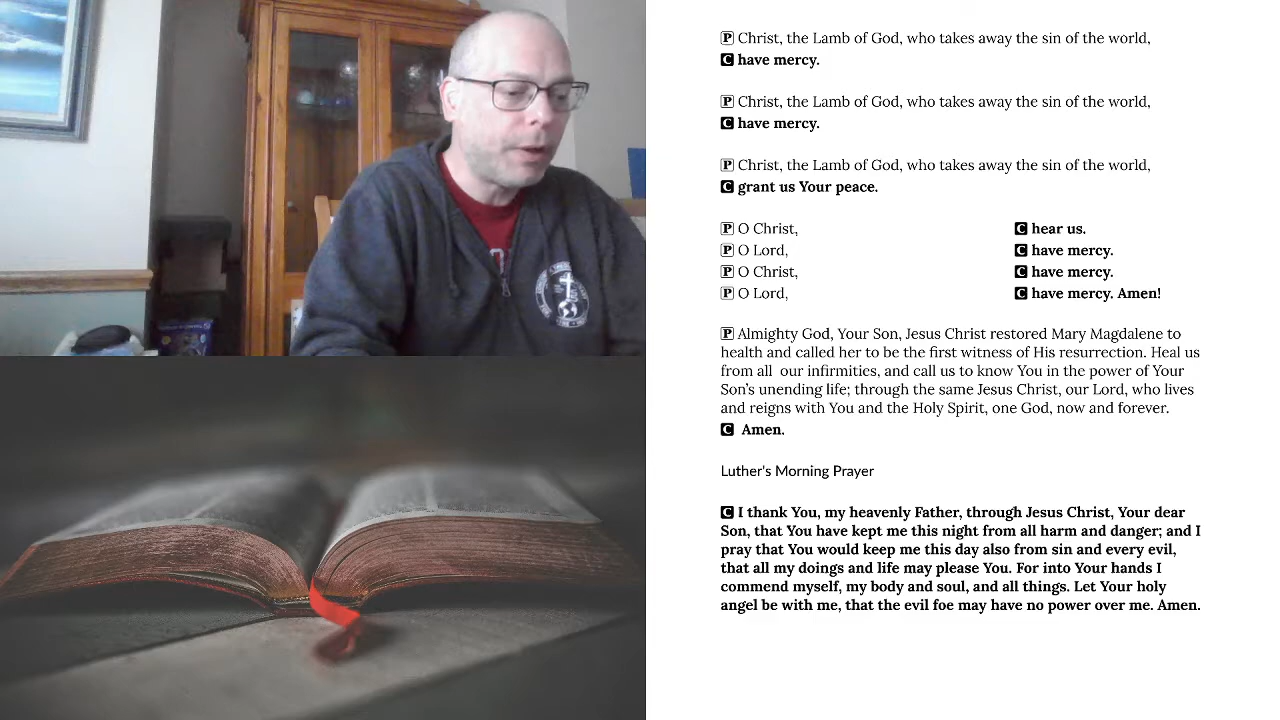 P Christ, the Lamb of God, who takes away the sin of the world,
C have mercy.
P Christ, the Lamb of God, who takes away the sin of the world,
C have mercy.
P Christ, the Lamb of God, who takes away the sin of the world,
C grant us Your peace.
P O Christ, C hear us.
P O Lord, C have mercy.
P O Christ, C have mercy.
P O Lord, C have mercy. Amen!
P Almighty God, Your Son, Jesus Christ restored Mary Magdalene to
health and called her to be the first witness of His resurrection. Heal us
from all our infirmities, and call us to know You in the power of Your
Son's unending life; through the same Jesus Christ, our Lord, who lives
and reigns with You and the Holy Spirit, one God, now and forever.
C Amen.
Luther's Morning Prayer
C I thank You, my heavenly Father, through Jesus Christ, Your dear
Son, that You have kept me this night from all harm and danger; and I
pray that You would keep me this day also from sin and every evil,
that all my doings and life may please You. For into Your hands I
commend myself, my body and soul, and all things. Let Your holy
angel be with me, that the evil foe may have no power over me. Amen.